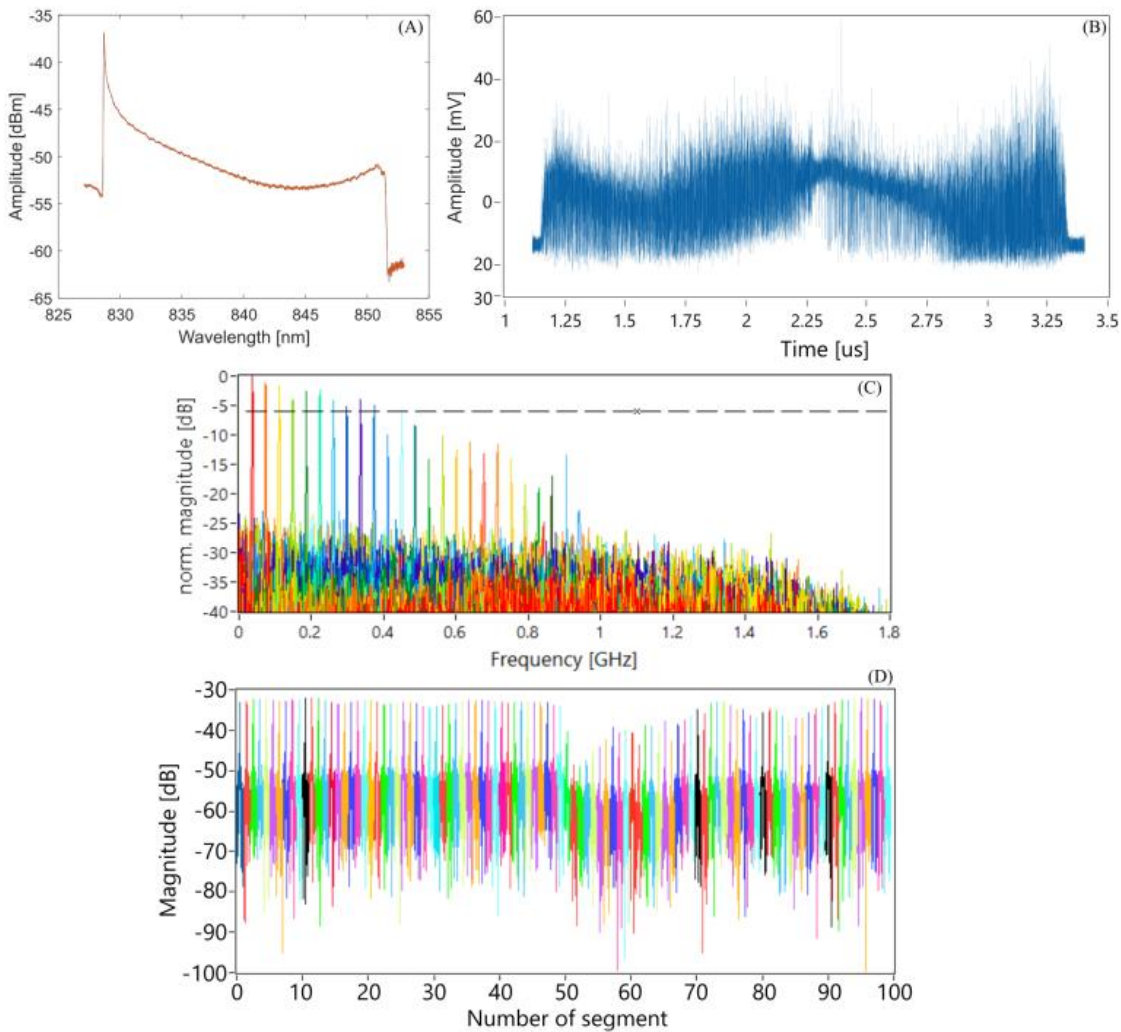 (A)
-35
-40
-45
-50
-55
-60
-65
Amplitude [dBm]
825 830 835 840 845 850 855
Wavelength [nm]
(B)
60
40
20
0
20
30
Amplitude [mV]
1 1.25 1.5 1.75 2 2.25 2.5 2.75 3 3.25 3.5
Time [us]
(C)
0
-5
-10
-15
-20
-25
-30
-35
-40
norm. magnitude [dB]
0 0.2 0.4 0.6 0.8 1 1.2 1.4 1.6 1.8
Frequency [GHz]
(D)
-30
-40
-50
-60
-70
-80
-90
-100
Magnitude [dB]
0 10 20 30 40 50 60 70 80 90 100
Number of segment